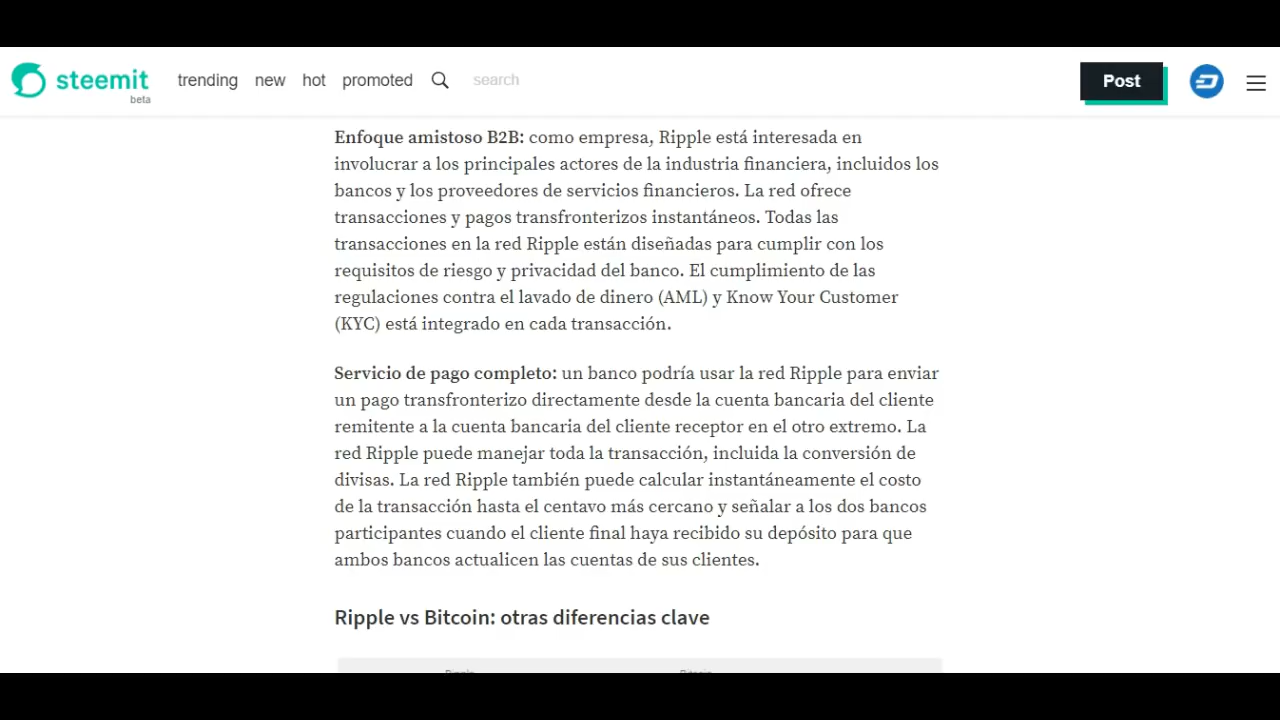 steemit
beta
trending new hot promoted search
Post
Enfoque amistoso B2B: como empresa, Ripple está interesada en
involucrar a los principales actores de la industria financiera, incluidos los
bancos y los proveedores de servicios financieros. La red ofrece
transacciones y pagos transfronterizos instantáneos. Todas las
transacciones en la red Ripple están diseñadas para cumplir con los
requisitos de riesgo y privacidad del banco. El cumplimiento de las
regulaciones contra el lavado de dinero (AML) y Know Your Customer
(KYC) está integrado en cada transacción.
Servicio de pago completo: un banco podría usar la red Ripple para enviar
un pago transfronterizo directamente desde la cuenta bancaria del cliente
remitente a la cuenta bancaria del cliente receptor en el otro extremo. La
red Ripple puede manejar toda la transacción, incluida la conversión de
divisas. La red Ripple también puede calcular instantáneamente el costo
de la transacción hasta el centavo más cercano y señalar a los dos bancos
participantes cuando el cliente final haya recibido su depósito para que
ambos bancos actualicen las cuentas de sus clientes.
Ripple vs Bitcoin: otras diferencias clave